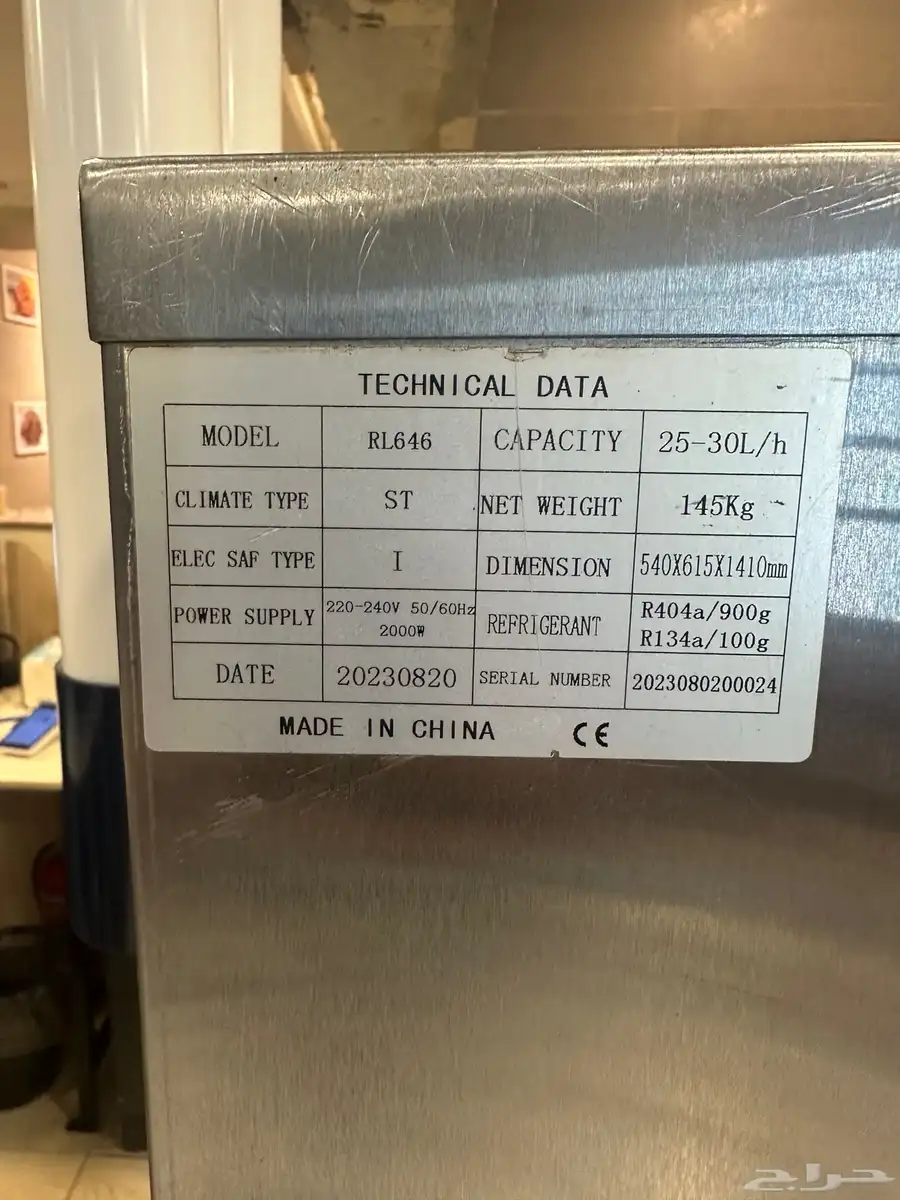 TECHNICAL DATA
MODEL RL646 CAPACITY 25-30L/h
CLIMATE TYPE ST NET WEIGHT 145Kg
ELEC SAF TYPE I DIMENSION 540X615X1410mm
POWER SUPPLY 220-240V 50/60Hz 2000W REFRIGERANT R404a/900g R134a/100g
DATE 20230820 SERIAL NUMBER 2023080200024
MADE IN CHINA CE
حراج